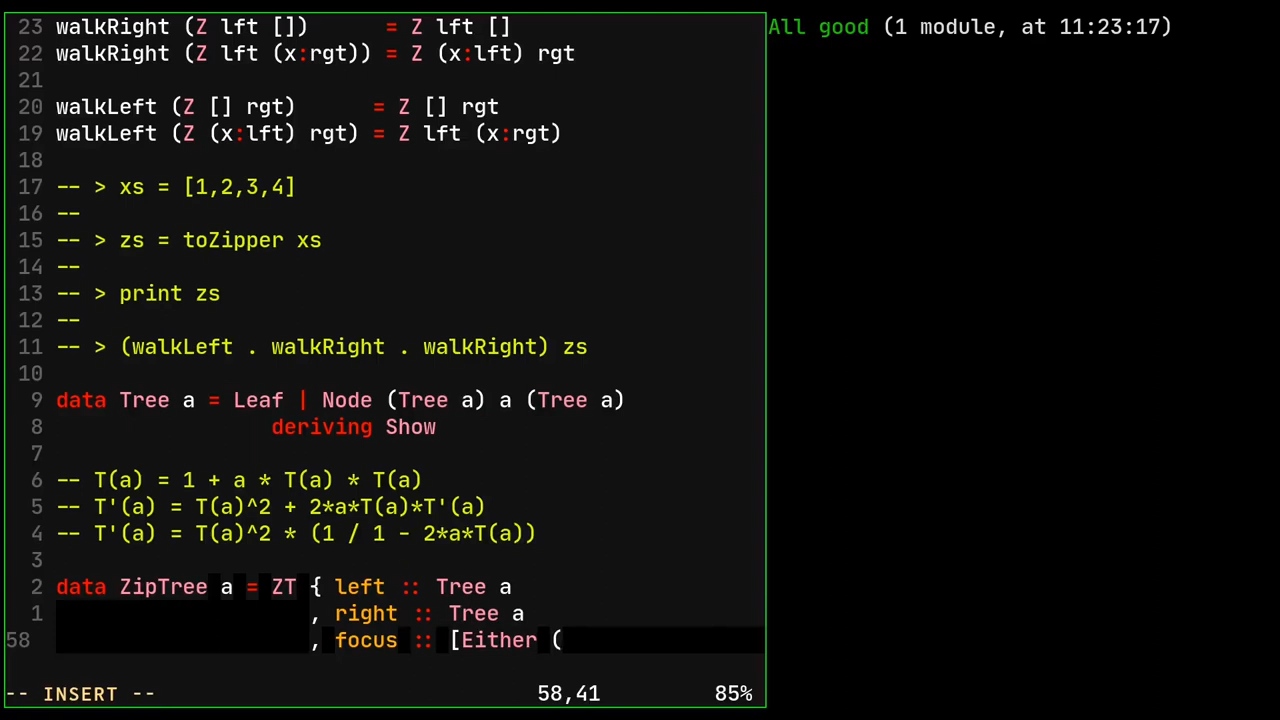 23 walkRight (Z lft [])      = Z lft []
22 walkRight (Z lft (x:rgt)) = Z (x:lft) rgt
21
20 walkLeft (Z [] rgt)      = Z [] rgt
19 walkLeft (Z (x:lft) rgt) = Z lft (x:rgt)
18
17 -- > xs = [1,2,3,4]
16 --
15 -- > zs = toZipper xs
14 --
13 -- > print zs
12 --
11 -- > (walkLeft . walkRight . walkRight) zs
10
9 data Tree a = Leaf | Node (Tree a) a (Tree a)
8                  deriving Show
7
6 -- T(a) = 1 + a * T(a) * T(a)
5 -- T'(a) = T(a)^2 + 2*a*T(a)*T'(a)
4 -- T'(a) = T(a)^2 * (1 / 1 - 2*a*T(a))
3
2 data ZipTree a = ZT { left :: Tree a
1                     , right :: Tree a
58                     , focus :: [Either (
-- INSERT -- 58,41 85%
All good (1 module, at 11:23:17)